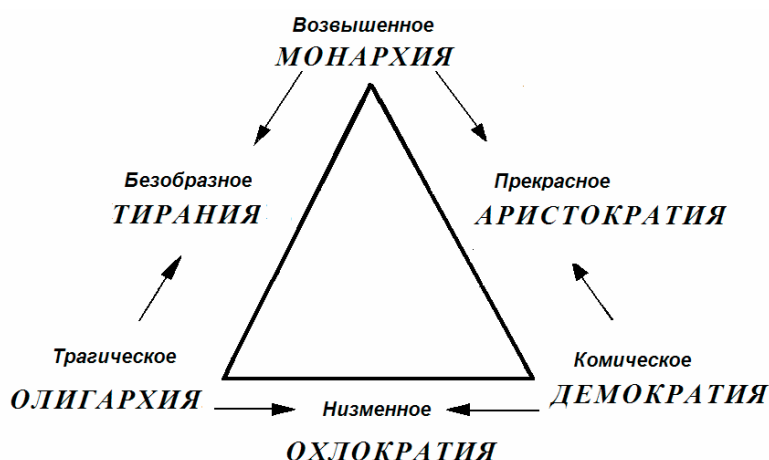 Возвышенное
МОНАРХИЯ
Безобразное
ТИРАНИЯ
Прекрасное
АРИСТОКРАТИЯ
Трагическое
ОЛИГАРХИЯ
Комическое
ДЕМОКРАТИЯ
Низменное
ОХЛОКРАТИЯ